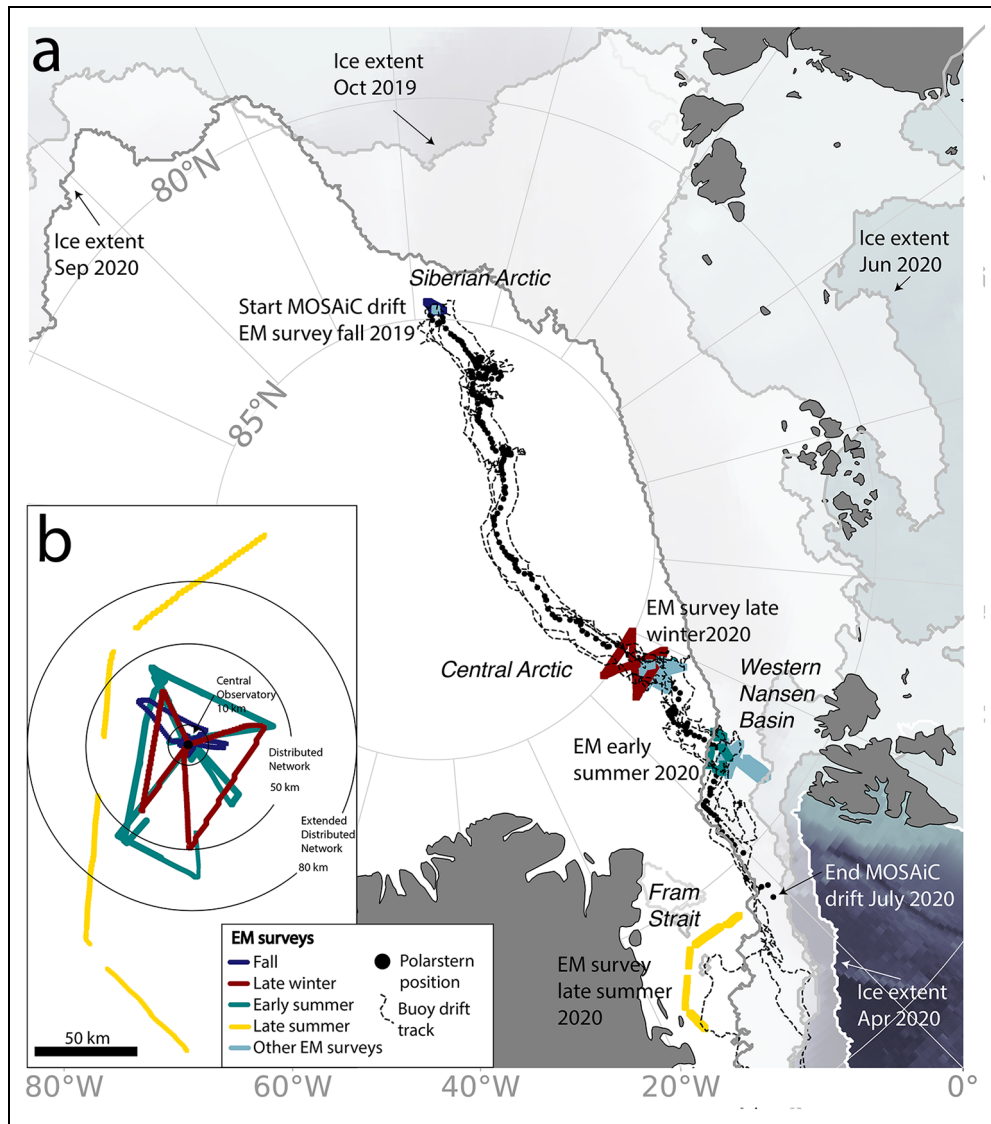 a
Ice extent
Oct 2019
80°N
Ice extent
Sep 2020
Ice extent
Jun 2020
Siberian Arctic
Start MOSAiC drift
EM survey fall 2019
85°N
b
Central
Observatory
10 km
Distributed
Network
50 km
Extended
Distributed
Network
80 km
EM survey late
winter2020
Central Arctic
Western
Nansen
Basin
EM early
summer 2020
End MOSAiC
drift July 2020
Fram
Strait
EM survey
late summer
2020
Ice extent
Apr 2020
EM surveys
Fall
Late winter
Early summer
Late summer
Other EM surveys
Polarstern
position
Buoy drift
track
50 km
80°W
60°W
40°W
20°W
0°